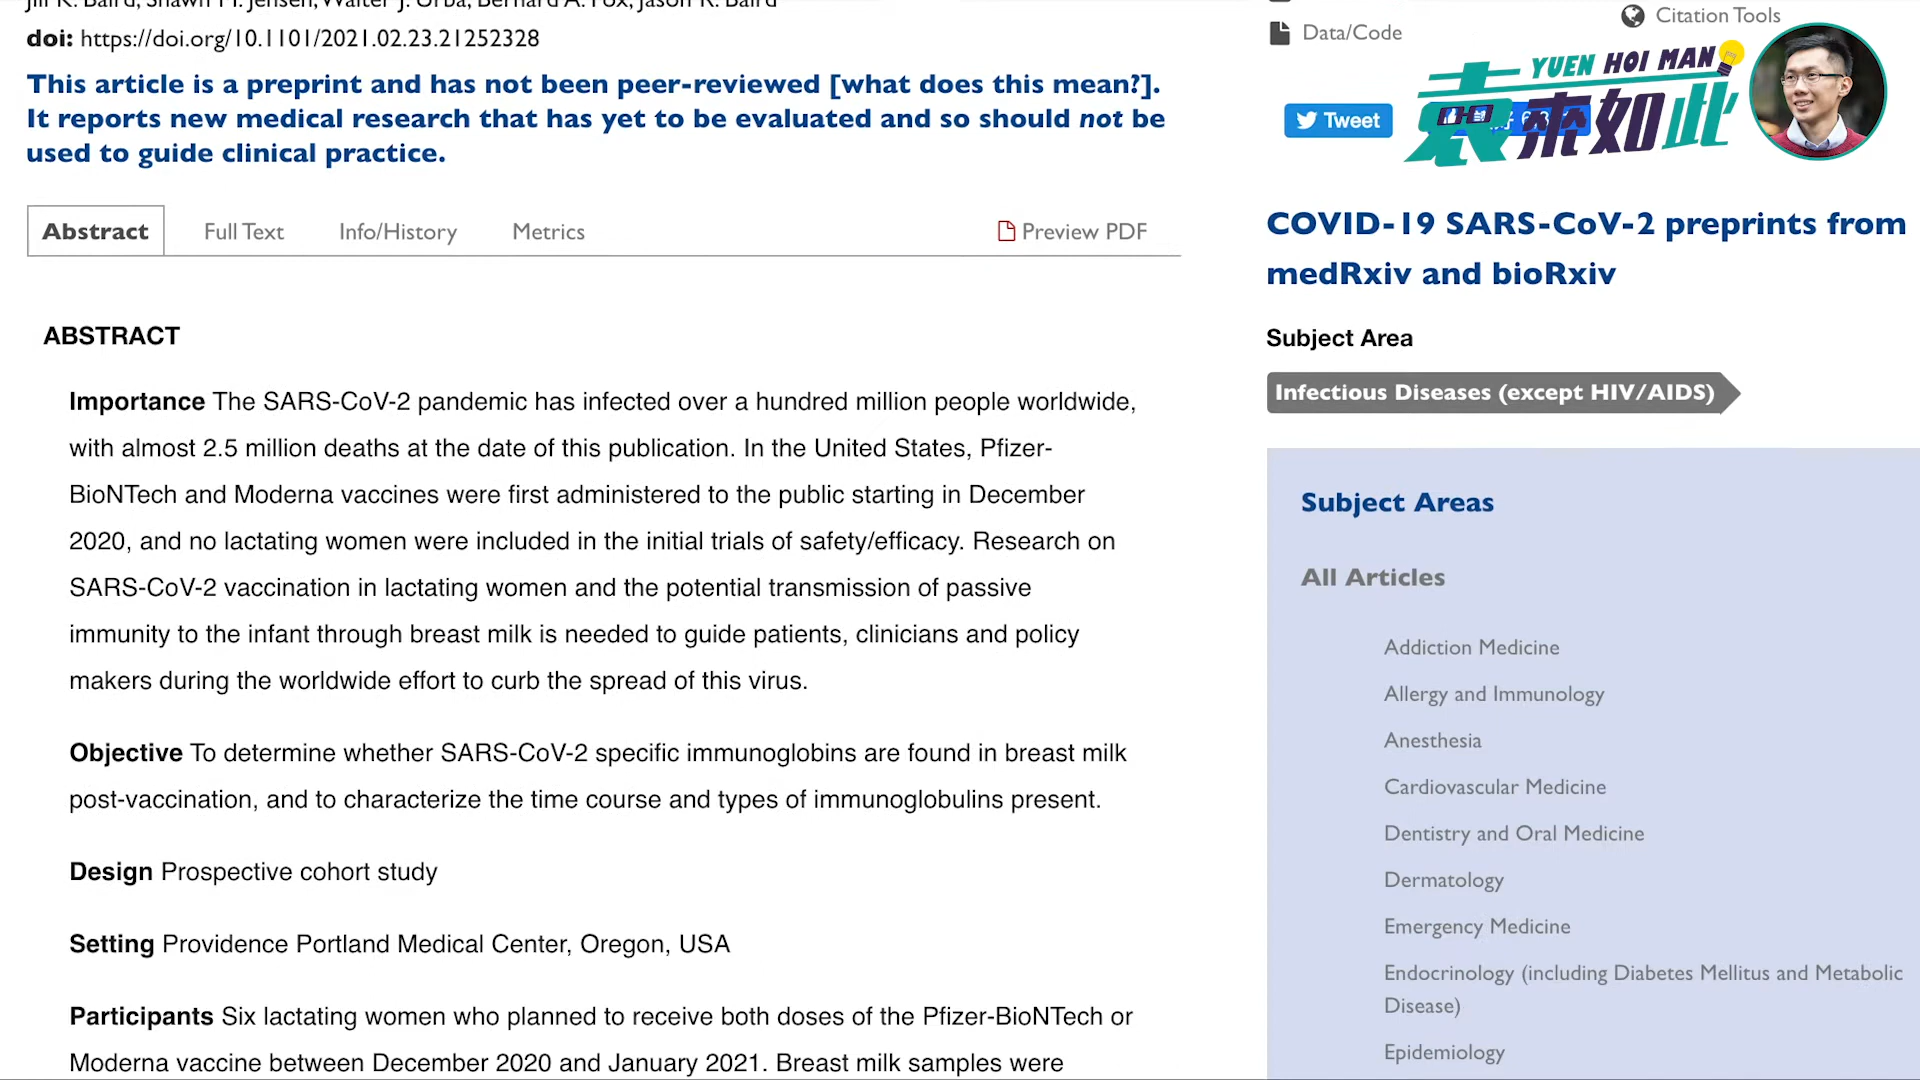 Jill K. Baird, Shawn M. Jensen, Walter J. Urba, Bernard A. Fox, Jason R. Baird
doi: https://doi.org/10.1101/2021.02.23.21252328
This article is a preprint and has not been peer-reviewed [what does this mean?].
It reports new medical research that has yet to be evaluated and so should not be
used to guide clinical practice.
Abstract
Full Text
Info/History
Metrics
Preview PDF
ABSTRACT
Importance The SARS-CoV-2 pandemic has infected over a hundred million people worldwide,
with almost 2.5 million deaths at the date of this publication. In the United States, Pfizer-
BioNTech and Moderna vaccines were first administered to the public starting in December
2020, and no lactating women were included in the initial trials of safety/efficacy. Research on
SARS-CoV-2 vaccination in lactating women and the potential transmission of passive
immunity to the infant through breast milk is needed to guide patients, clinicians and policy
makers during the worldwide effort to curb the spread of this virus.
Objective To determine whether SARS-CoV-2 specific immunoglobins are found in breast milk
post-vaccination, and to characterize the time course and types of immunoglobulins present.
Design Prospective cohort study
Setting Providence Portland Medical Center, Oregon, USA
Participants Six lactating women who planned to receive both doses of the Pfizer-BioNTech or
Moderna vaccine between December 2020 and January 2021. Breast milk samples were
Data/Code
Citation Tools
Tweet
YUEN HOI MAN
袁來如此
COVID-19 SARS-CoV-2 preprints from
medRxiv and bioRxiv
Subject Area
Infectious Diseases (except HIV/AIDS)
Subject Areas
All Articles
Addiction Medicine
Allergy and Immunology
Anesthesia
Cardiovascular Medicine
Dentistry and Oral Medicine
Dermatology
Emergency Medicine
Endocrinology (including Diabetes Mellitus and Metabolic
Disease)
Epidemiology